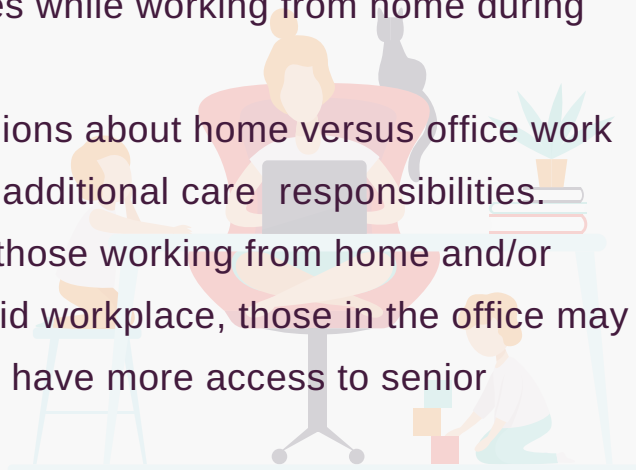 es while working from home during
ions about home versus office work
additional care responsibilities.
those working from home and/or
id workplace, those in the office may
have more access to senior